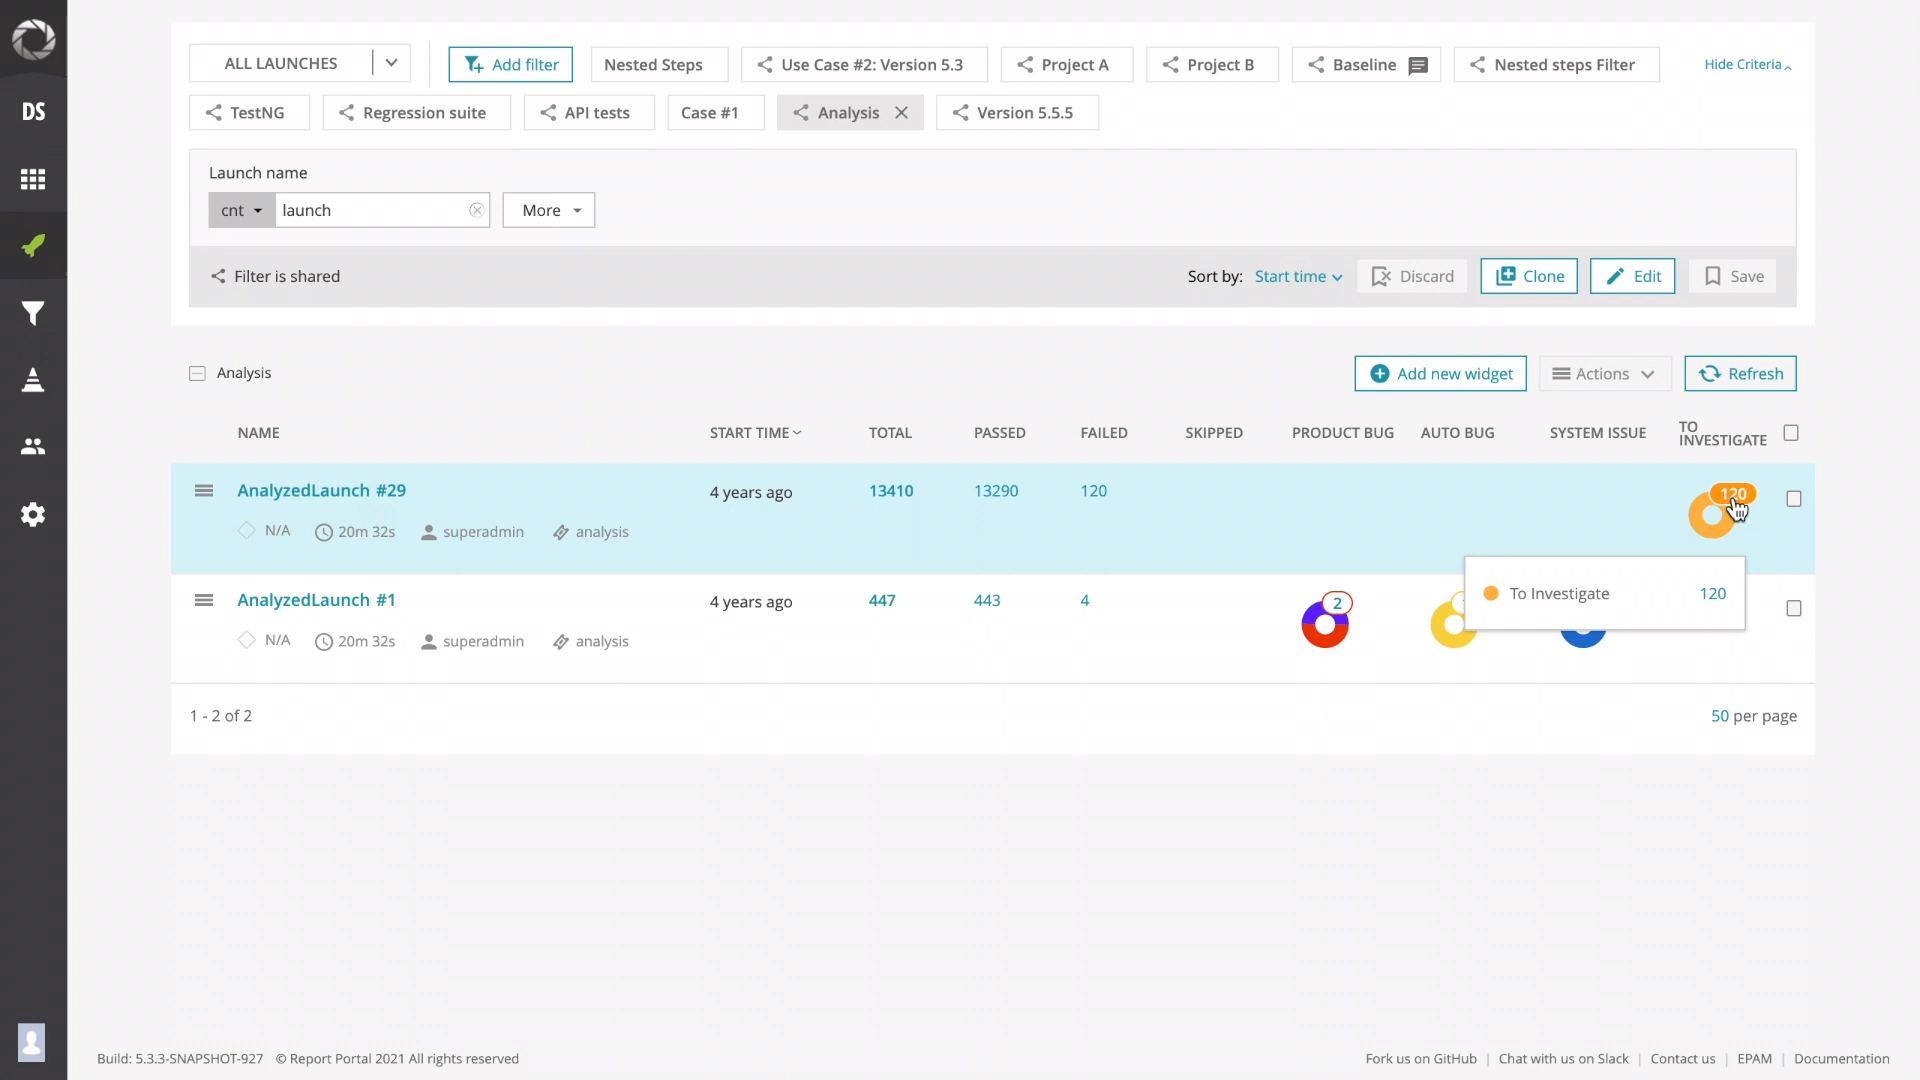 ALL LAUNCHES Add filter Nested Steps Use Case #2: Version 5.3 Project A Project B Baseline Nested steps Filter Hide Criteria
DS
TestNG Regression suite API tests Case #1 Analysis Version 5.5.5
Launch name
cnt launch More
Filter is shared Sort by: Start time Discard Clone Edit Save
Analysis Add new widget Actions Refresh
NAME START TIME TOTAL PASSED FAILED SKIPPED PRODUCT BUG AUTO BUG SYSTEM ISSUE TO INVESTIGATE
AnalyzedLaunch #29 4 years ago 13410 13290 120 120
N/A 20m 32s superadmin analysis
To Investigate 120
AnalyzedLaunch #1 4 years ago 447 443 4 2
N/A 20m 32s superadmin analysis
1 - 2 of 2 50 per page
Build: 5.3.3-SNAPSHOT-927 © Report Portal 2021 All rights reserved Fork us on GitHub | Chat with us on Slack | Contact us | EPAM | Documentation